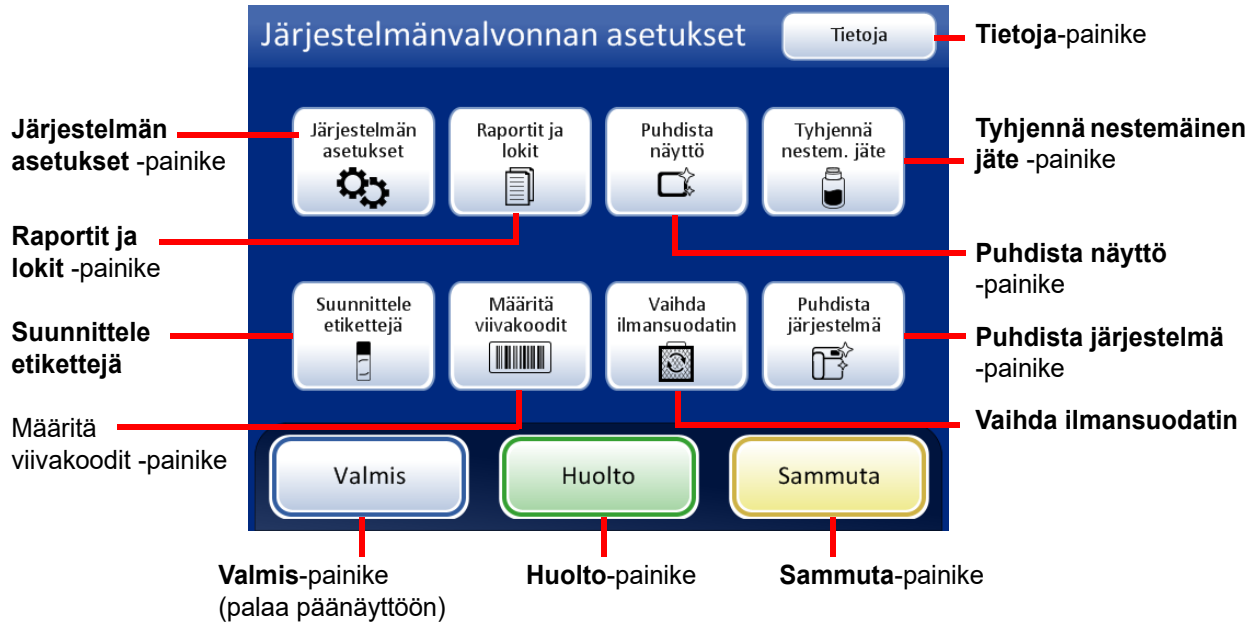 Järjestelmänvalvonnan asetukset
Tietoja
Tietoja-painike
Järjestelmän
asetukset -painike
Järjestelmän
asetukset
Raportit ja
lokit
Puhdista
näyttö
Tyhjennä
nestem. jäte
Tyhjennä nestemäinen
jäte -painike
Raportit ja
lokit -painike
Puhdista näyttö
-painike
Suunnittele
etikettejä
Suunnittele
etikettejä
Määritä
viivakoodit
Vaihda
ilmansuodatin
Puhdista
järjestelmä
Puhdista järjestelmä
-painike
Määritä
viivakoodit -painike
Vaihda ilmansuodatin
Valmis
Huolto
Sammuta
Valmis-painike
(palaa päänäyttöön)
Huolto-painike
Sammuta-painike